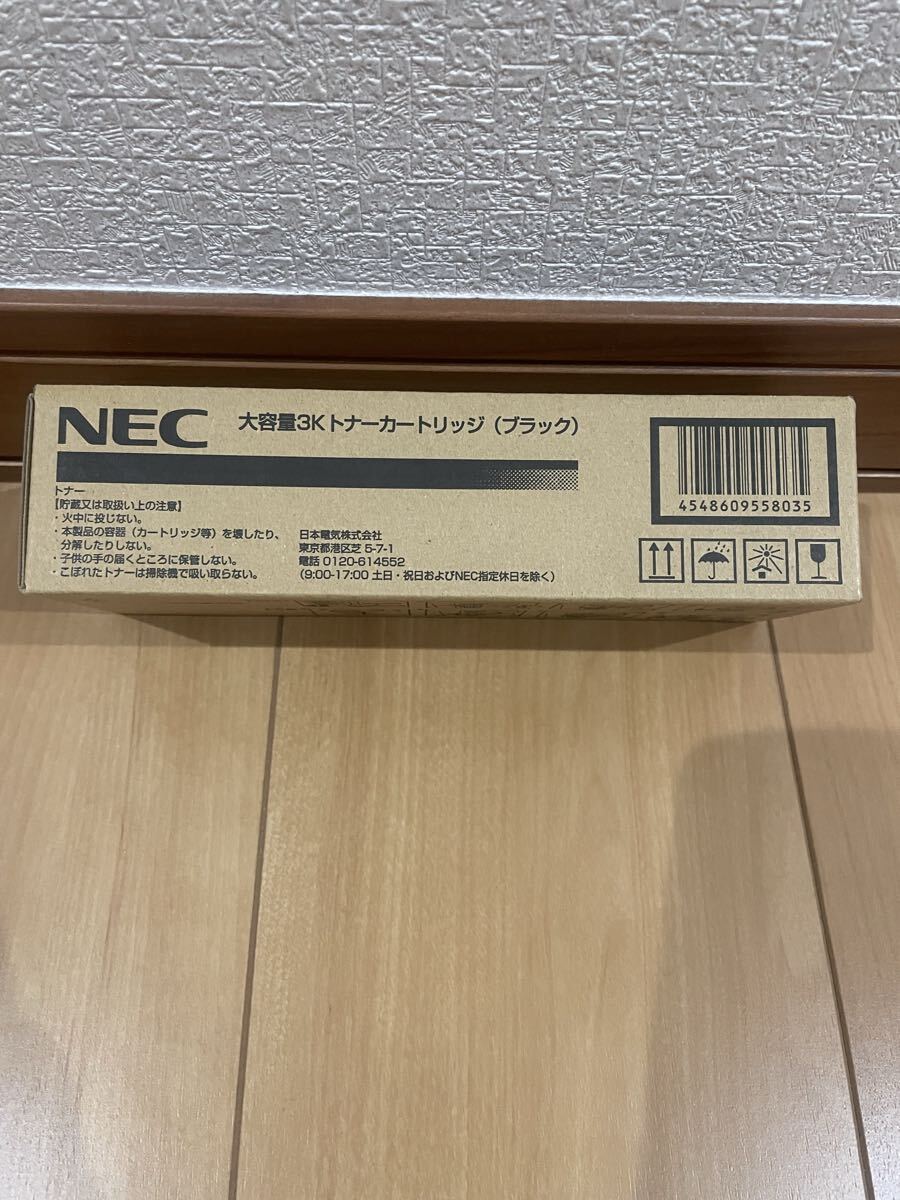 NEC
大容量3Kトナーカートリッジ（ブラック）
4548609558035
トナー
【貯蔵又は取扱い上の注意】
・火中に投じない。
・本製品の容器（カートリッジ等）を壊したり、
分解したりしない。
・子供の手の届くところに保管しない。
・こぼれたトナーは掃除機で吸い取らない。
日本電気株式会社
東京都港区芝 5-7-1
電話 0120-614552
（9:00-17:00 土日・祝日およびNEC指定休日を除く）